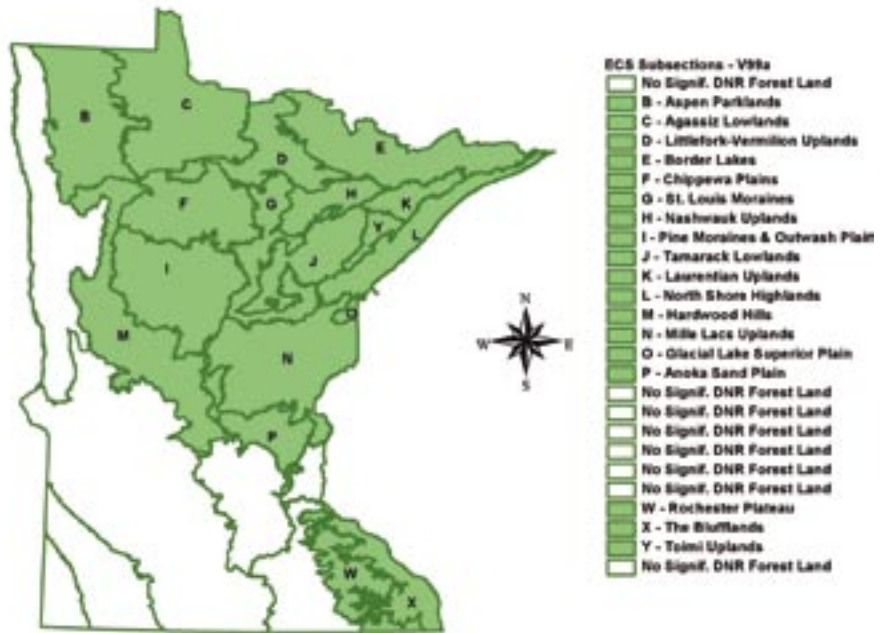 ECS Subsections - V99a
No Signif. DNR Forest Land
B - Aspen Parklands
C - Agassiz Lowlands
D - Littlefork-Vermilion Uplands
E - Border Lakes
F - Chippewa Plains
G - St. Louis Moraines
H - Nashwauk Uplands
I - Pine Moraines & Outwash Plain
J - Tamarack Lowlands
K - Laurentian Uplands
L - North Shore Highlands
M - Hardwood Hills
N - Mille Lacs Uplands
O - Glacial Lake Superior Plain
P - Anoka Sand Plain
No Signif. DNR Forest Land
No Signif. DNR Forest Land
No Signif. DNR Forest Land
No Signif. DNR Forest Land
No Signif. DNR Forest Land
No Signif. DNR Forest Land
W - Rochester Plateau
X - The Blufflands
Y - Toimi Uplands
No Signif. DNR Forest Land
B
C
D
E
F
G
H
K
Y
L
I
J
O
M
N
P
W
X
N
W
E
S